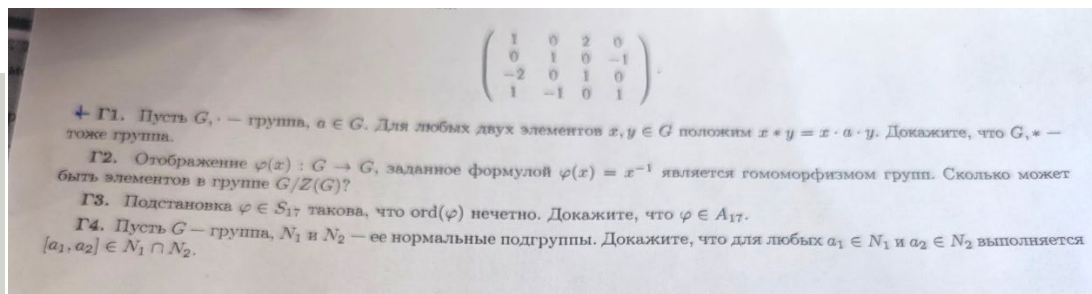 1 0 2 0
0 1 0 -1
-2 0 1 0
1 -1 0 1
+ Г1. Пусть G, · — группа, a ∈ G. Для любых двух элементов x, y ∈ G положим x ∗ y = x · a · y. Докажите, что G, ∗ —
тоже группа.
Г2. Отображение φ(x) : G → G, заданное формулой φ(x) = x⁻¹ является гомоморфизмом групп. Сколько может
быть элементов в группе G/Z(G)?
Г3. Подстановка φ ∈ S₁₇ такова, что ord(φ) нечетно. Докажите, что φ ∈ A₁₇.
Г4. Пусть G — группа, N₁ и N₂ — ее нормальные подгруппы. Докажите, что для любых a₁ ∈ N₁ и a₂ ∈ N₂ выполняется
[a₁, a₂] ∈ N₁ ∩ N₂.